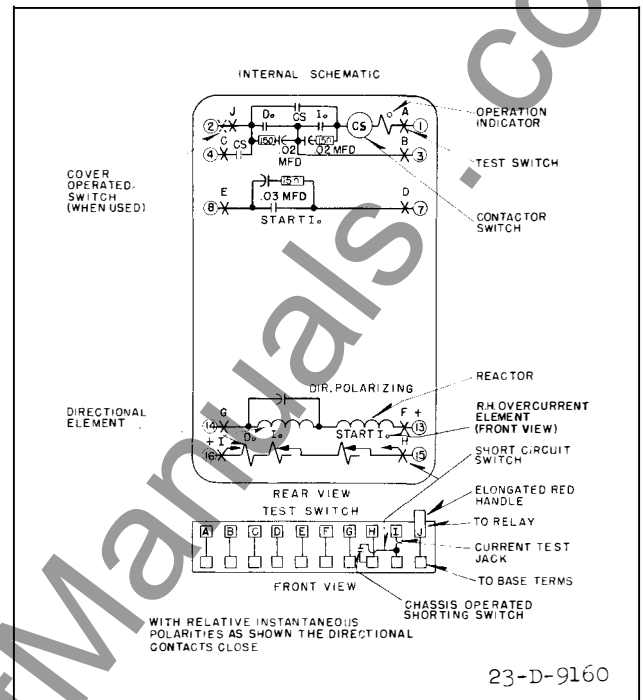 INTERNAL SCHEMATIC
J Do CS Io A
OPERATION
INDICATOR
2 CS 1
C CS 15Ω 15Ω B
4 .02 .02 MFD 3
MFD
TEST SWITCH
COVER
OPERATED
SWITCH
(WHEN USED)
E 15Ω D
8 .03 MFD 7
START Io
CONTACTOR
SWITCH
DIR. POLARIZING
REACTOR
DIRECTIONAL
ELEMENT
G F +
14 13
Do Io START Io
+ I H
16 15
R.H. OVERCURRENT
ELEMENT
(FRONT VIEW)
SHORT CIRCUIT
SWITCH
REAR VIEW
TEST SWITCH
ELONGATED RED
HANDLE
A B C D E F G H I J
TO RELAY
CURRENT TEST
JACK
TO BASE TERMS
FRONT VIEW
CHASSIS OPERATED
SHORTING SWITCH
WITH RELATIVE INSTANTANEOUS
POLARITIES AS SHOWN THE DIRECTIONAL
CONTACTS CLOSE
23-D-9160